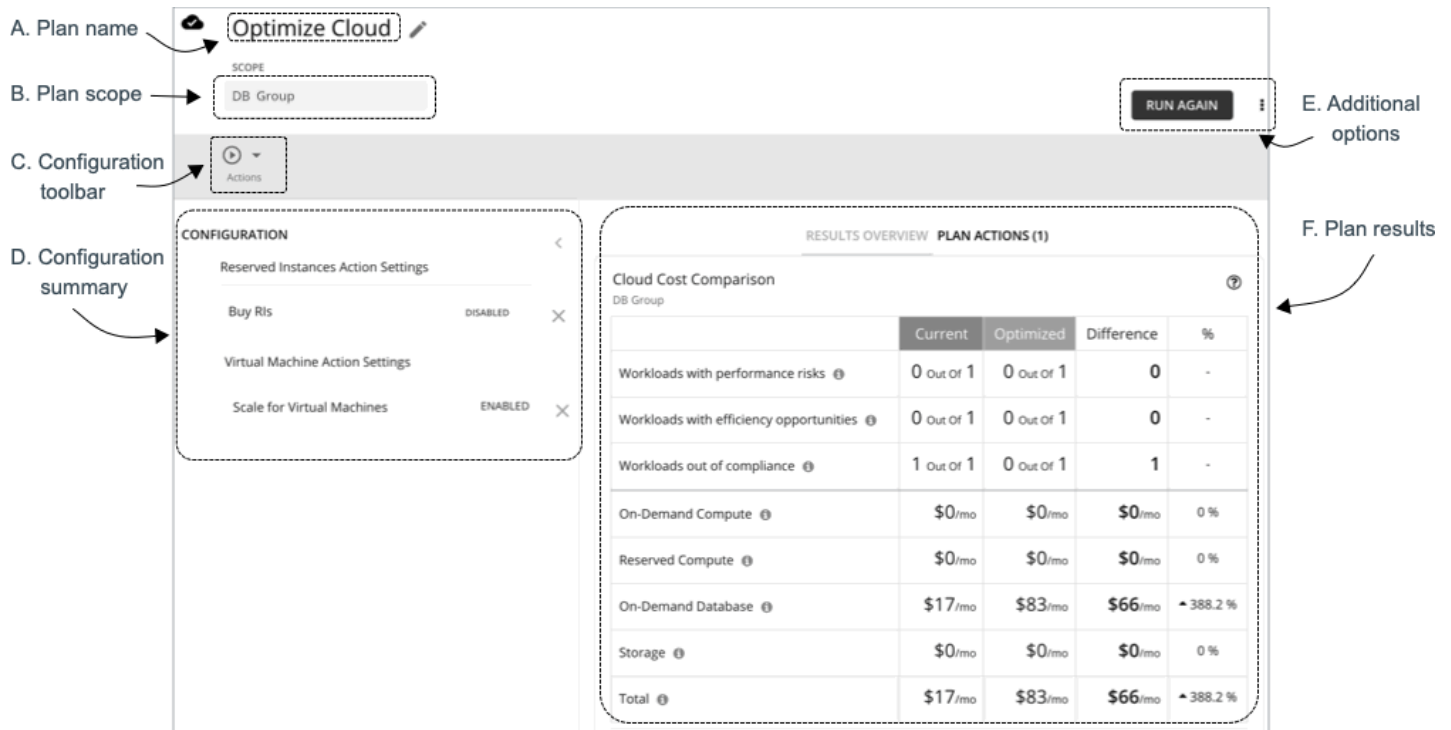 A. Plan name
Optimize Cloud
SCOPE
B. Plan scope
DB Group
RUN AGAIN
E. Additional
options
C. Configuration
toolbar
Actions
D. Configuration
summary
CONFIGURATION
Reserved Instances Action Settings
Buy RIs DISABLED
Virtual Machine Action Settings
Scale for Virtual Machines ENABLED
F. Plan results
RESULTS OVERVIEW PLAN ACTIONS (1)
Cloud Cost Comparison
DB Group
Current Optimized Difference %
Workloads with performance risks 0 Out Of 1 0 Out Of 1 0 -
Workloads with efficiency opportunities 0 Out Of 1 0 Out Of 1 0 -
Workloads out of compliance 1 Out Of 1 0 Out Of 1 1 -
On-Demand Compute $0/mo $0/mo $0/mo 0 %
Reserved Compute $0/mo $0/mo $0/mo 0 %
On-Demand Database $17/mo $83/mo $66/mo 388.2 %
Storage $0/mo $0/mo $0/mo 0 %
Total $17/mo $83/mo $66/mo 388.2 %